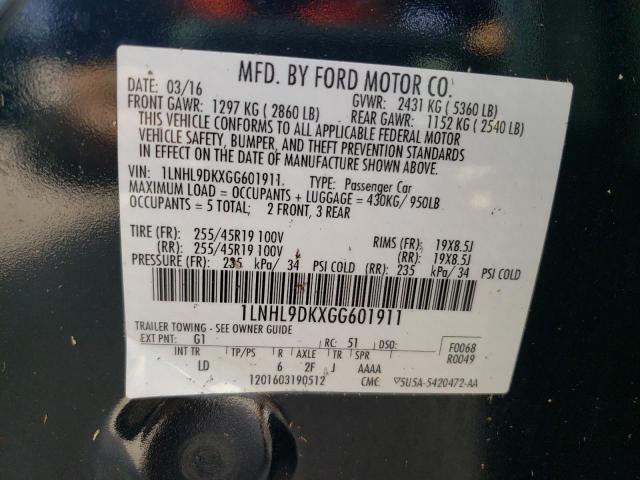 MFD. BY FORD MOTOR CO.
DATE: 03/16 GVWR: 2431 KG ( 5360 LB)
FRONT GAWR: 1297 KG ( 2860 LB) REAR GAWR: 1152 KG ( 2540 LB)
THIS VEHICLE CONFORMS TO ALL APPLICABLE FEDERAL MOTOR
VEHICLE SAFETY, BUMPER, AND THEFT PREVENTION STANDARDS
IN EFFECT ON THE DATE OF MANUFACTURE SHOWN ABOVE.
VIN: 1LNHL9DKXGG601911. TYPE: Passenger Car
MAXIMUM LOAD = OCCUPANTS + LUGGAGE = 430KG/ 950LB
OCCUPANTS = 5 TOTAL; 2 FRONT, 3 REAR
TIRE (FR): 255/45R19 100V RIMS (FR): 19X8.5J
(RR): 255/45R19 100V (RR): 19X8.5J
PRESSURE (FR): 235 kPa/ 34 PSI COLD (RR): 235 kPa/ 34 PSI COLD
1LNHL9DKXGG601911
TRAILER TOWING - SEE OWNER GUIDE
EXT PNT: G1 RC: 51 DSO: F0068
R0049
INT TR TP/PS R AXLE TR SPR
LD 6 2F J AAAA
1201603190512 CMC 5U5A-5420472-AA